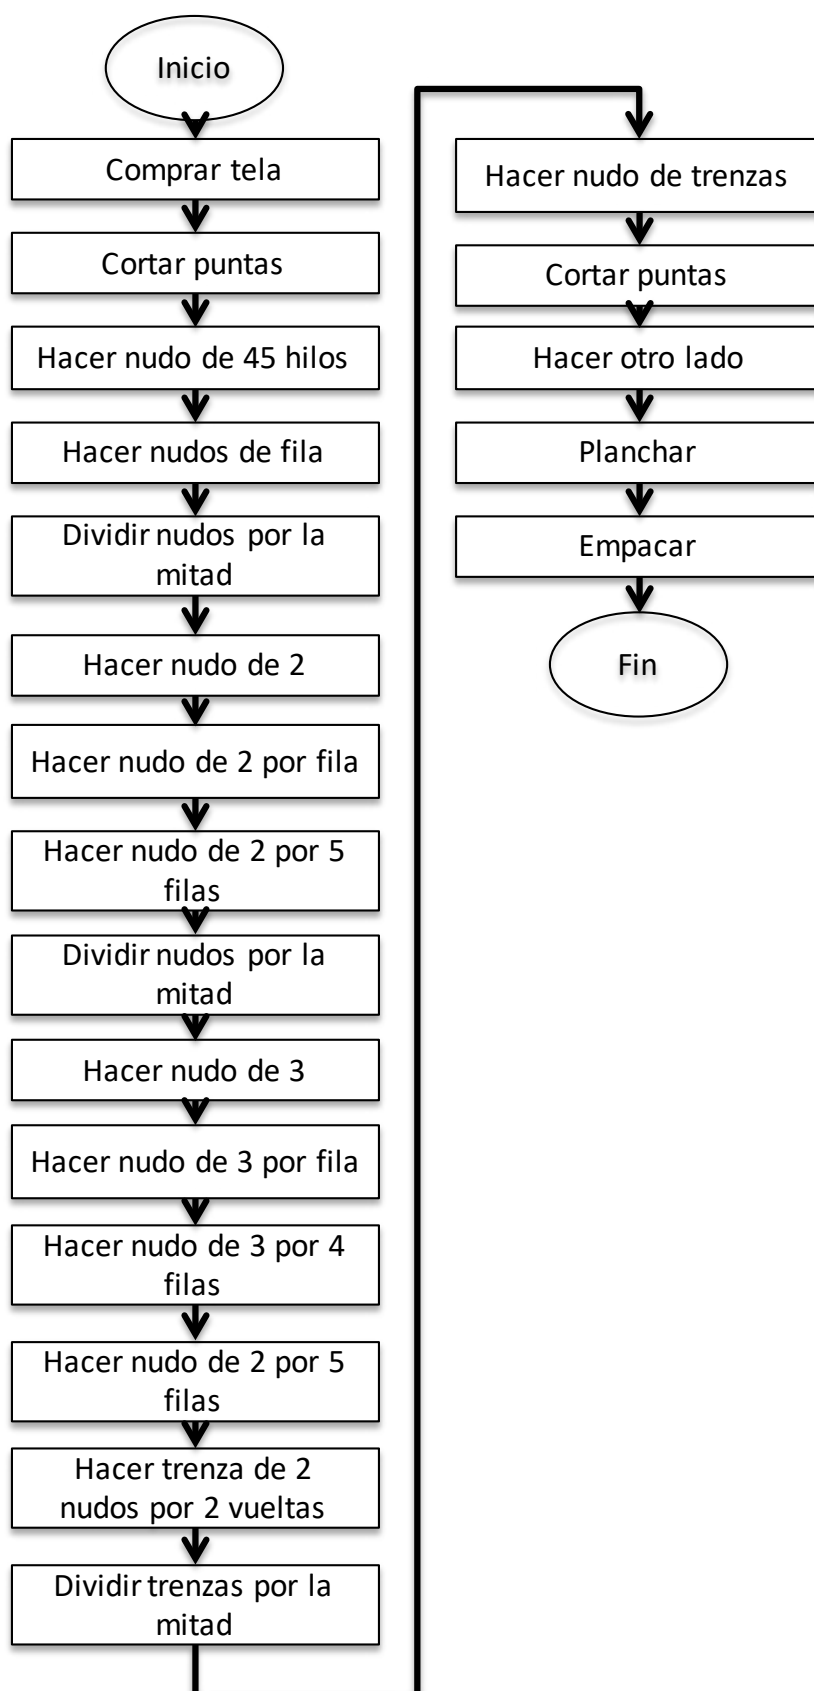 Inicio
Comprar tela
Cortar puntas
Hacer nudo de 45 hilos
Hacer nudos de fila
Dividir nudos por la
mitad
Hacer nudo de 2
Hacer nudo de 2 por fila
Hacer nudo de 2 por 5
filas
Dividir nudos por la
mitad
Hacer nudo de 3
Hacer nudo de 3 por fila
Hacer nudo de 3 por 4
filas
Hacer nudo de 2 por 5
filas
Hacer trenza de 2
nudos por 2 vueltas
Dividir trenzas por la
mitad
Hacer nudo de trenzas
Cortar puntas
Hacer otro lado
Planchar
Empacar
Fin